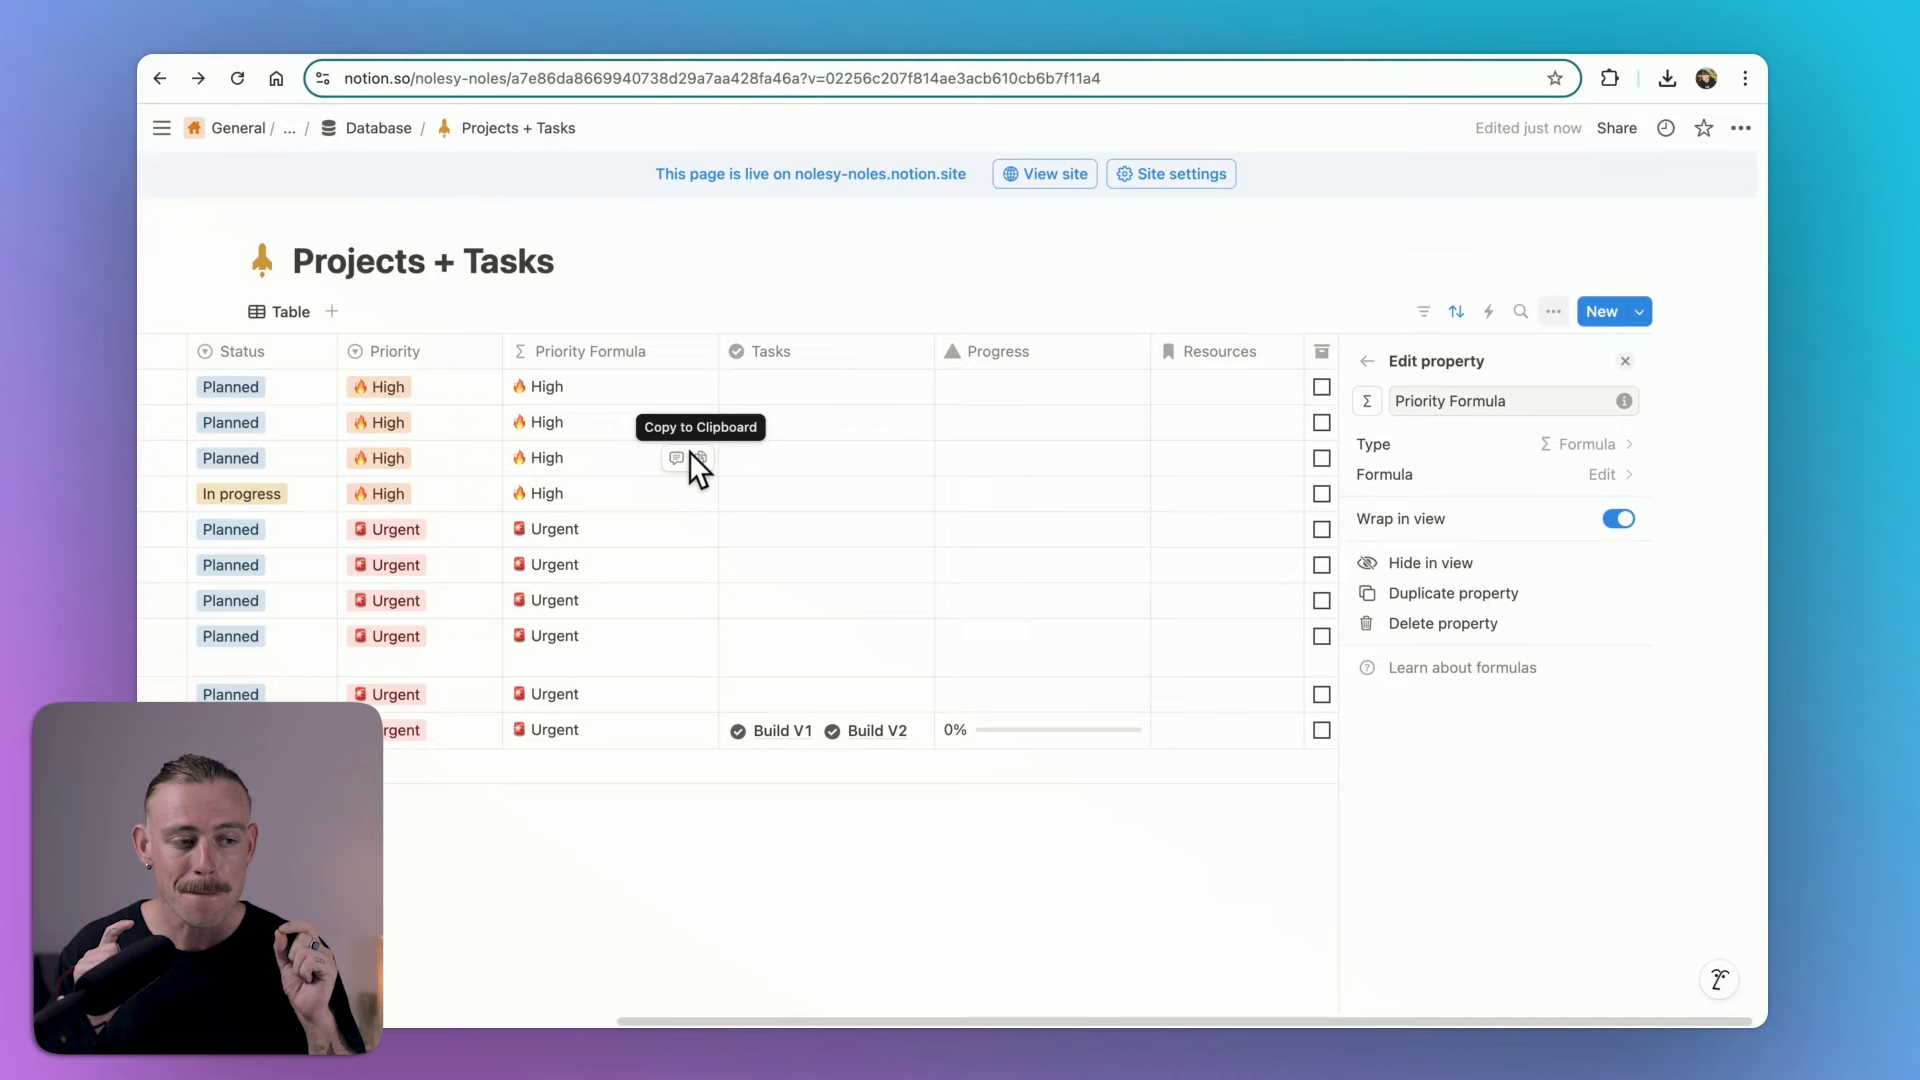 notion.so/nolesy-noles/a7e86da8669940738d29a7aa428fa46a?v=02256c207f814ae3acb610cb6b7f11a4
General / ... / Database / Projects + Tasks
Edited just now Share
This page is live on nolesy-noles.notion.site View site Site settings
Projects + Tasks
Table New
Status Priority Priority Formula Tasks Progress Resources
Planned High High
Planned High High
Copy to Clipboard
Planned High High
In progress High High
Planned Urgent Urgent
Planned Urgent Urgent
Planned Urgent Urgent
Planned Urgent Urgent
Planned Urgent Urgent
rgent Urgent Build V1 Build V2 0%
Edit property
Priority Formula
Type Formula
Formula Edit
Wrap in view
Hide in view
Duplicate property
Delete property
Learn about formulas